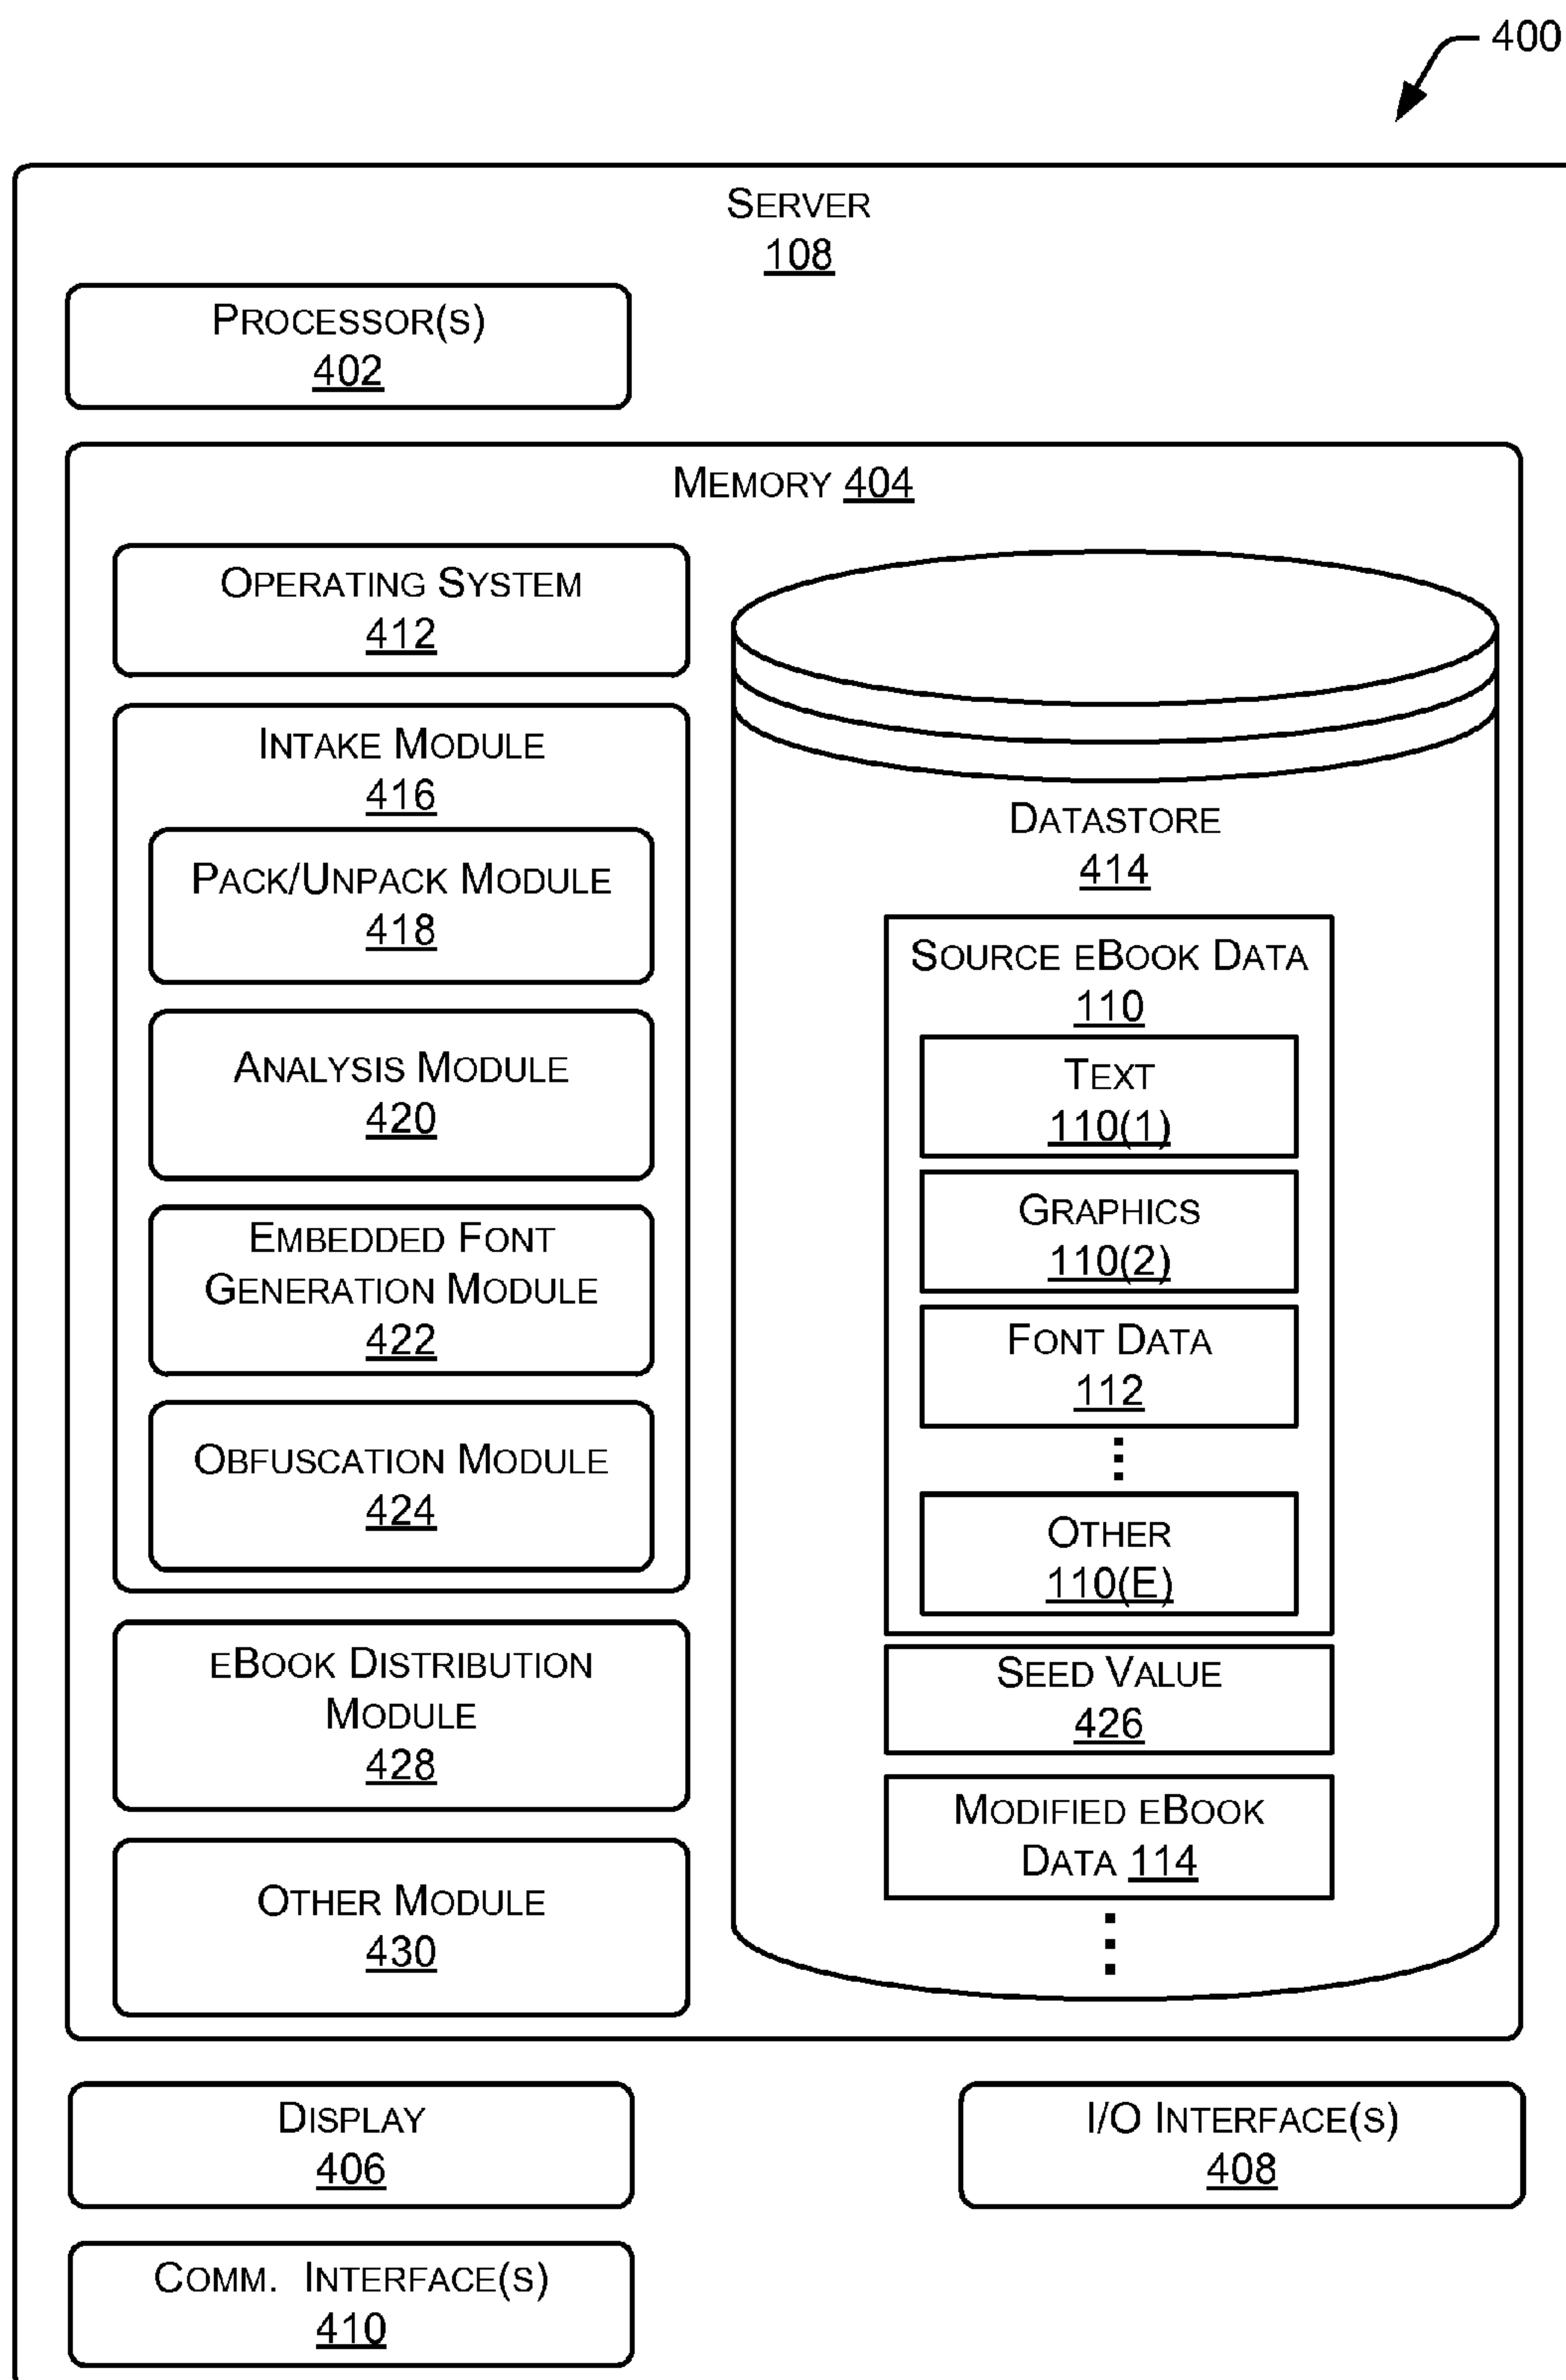 400
SERVER
108
PROCESSOR(S)
402
MEMORY 404
OPERATING SYSTEM
412
INTAKE MODULE
416
PACK/UNPACK MODULE
418
ANALYSIS MODULE
420
EMBEDDED FONT
GENERATION MODULE
422
OBFUSCATION MODULE
424
EBOOK DISTRIBUTION
MODULE
428
OTHER MODULE
430
DATASTORE
414
SOURCE EBOOK DATA
110
TEXT
110(1)
GRAPHICS
110(2)
FONT DATA
112
OTHER
110(E)
SEED VALUE
426
MODIFIED EBOOK
DATA 114
DISPLAY
406
I/O INTERFACE(S)
408
COMM. INTERFACE(S)
410